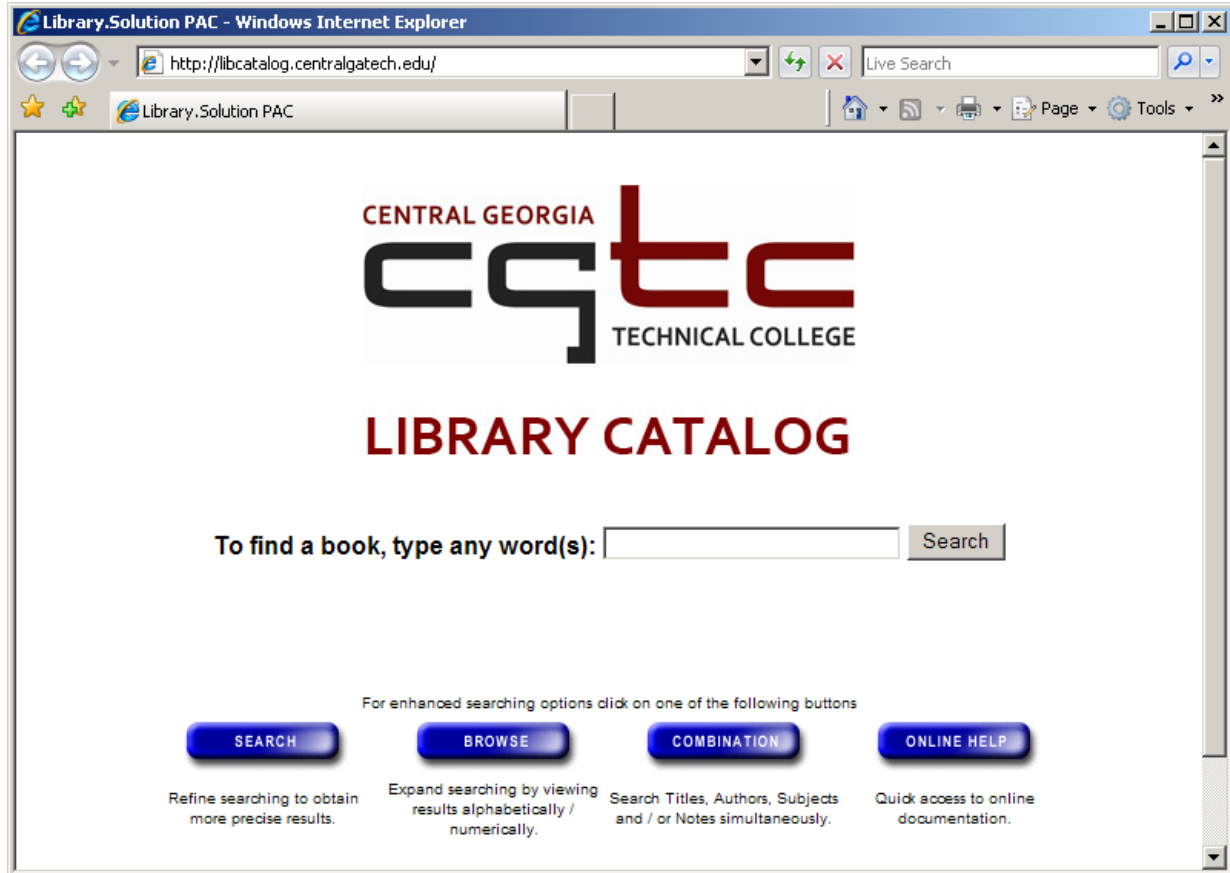 Library.Solution PAC - Windows Internet Explorer
http://libcatalog.centralgatech.edu/
Live Search
Library.Solution PAC
Page
Tools
»
CENTRAL GEORGIA
cgtc
TECHNICAL COLLEGE
LIBRARY CATALOG
To find a book, type any word(s):
Search
For enhanced searching options click on one of the following buttons
SEARCH
BROWSE
COMBINATION
ONLINE HELP
Refine searching to obtain
more precise results.
Expand searching by viewing
results alphabetically /
numerically.
Search Titles, Authors, Subjects
and / or Notes simultaneously.
Quick access to online
documentation.